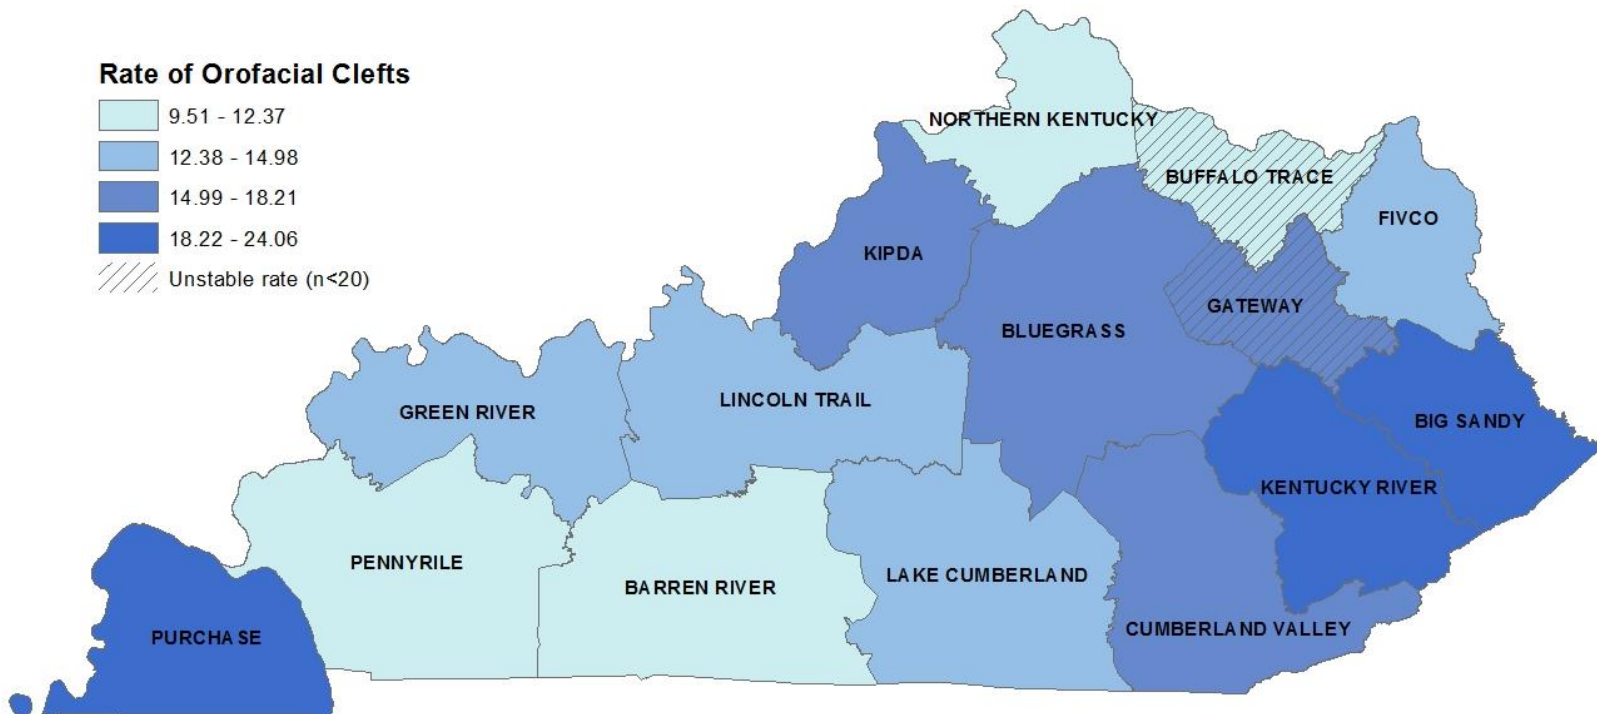 Rate of Orofacial Clefts
9.51 - 12.37
12.38 - 14.98
14.99 - 18.21
18.22 - 24.06
Unstable rate (n<20)
NORTHERN KENTUCKY
BUFFALO TRACE
FIVCO
KIPDA
GATEWAY
BLUEGRASS
LINCOLN TRAIL
GREEN RIVER
BIG SANDY
KENTUCKY RIVER
PENNYRILE
LAKE CUMBERLAND
BARREN RIVER
CUMBERLAND VALLEY
PURCHASE